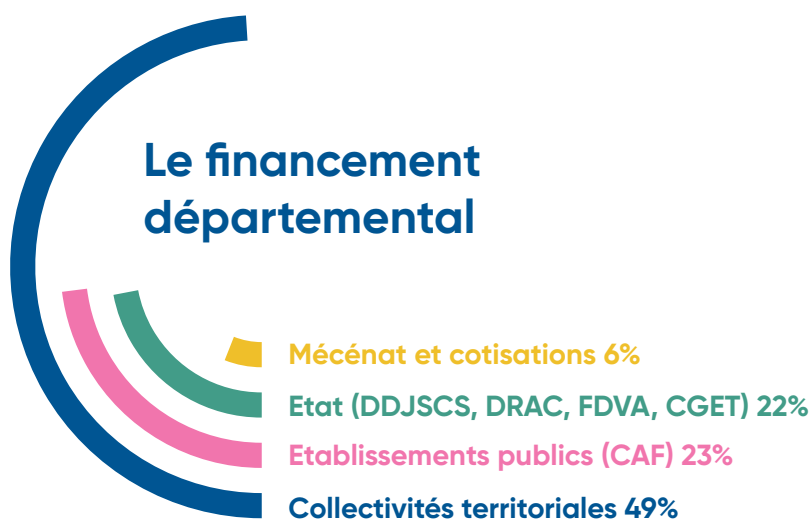 Le financement
départemental
Mécénat et cotisations 6%
Etat (DDJSCS, DRAC, FDVA, CGET) 22%
Etablissements publics (CAF) 23%
Collectivités territoriales 49%